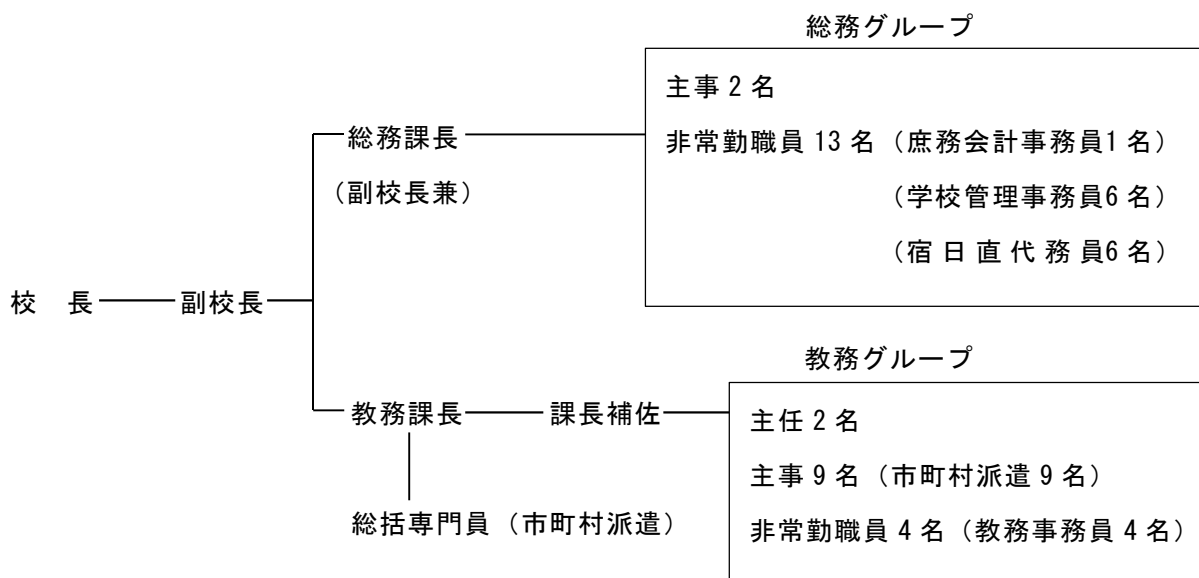 総務グループ
主事 2 名
総務課長
非常勤職員 13 名（庶務会計事務員1 名）
（副校長兼）
（学校管理事務員6 名）
（宿 日 直 代 務 員6 名）
校　長
副校長
教務グループ
教務課長
課長補佐
主任 2 名
主事 9 名（市町村派遣 9 名）
総括専門員（市町村派遣）
非常勤職員 4 名（教務事務員 4 名）